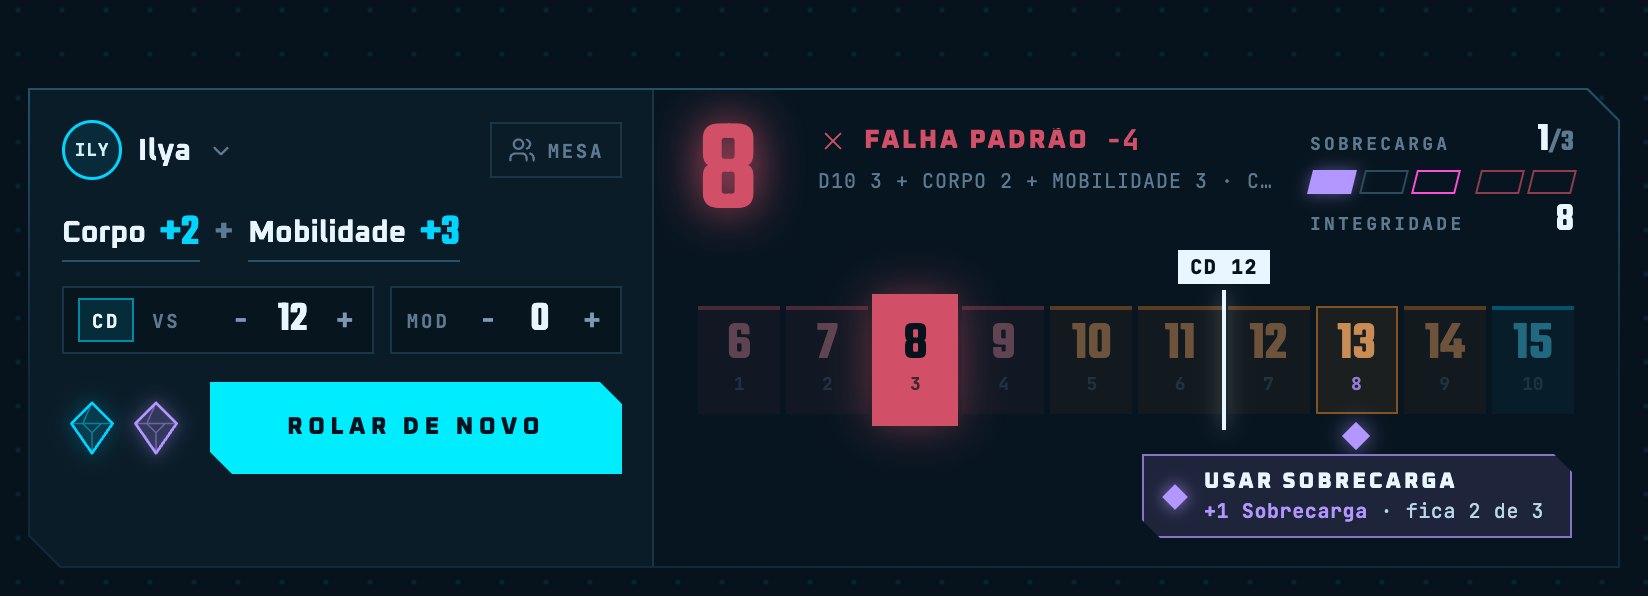 ILY Ilya MESA
Corpo +2 + Mobilidade +3
CD VS - 12 + MOD - 0 +
ROLAR DE NOVO
8
× FALHA PADRÃO -4
D10 3 + CORPO 2 + MOBILIDADE 3 · C…
SOBRECARGA 1/3
INTEGRIDADE 8
CD 12
6 7 8 9 10 11 12 13 14 15
1 2 3 4 5 6 7 8 9 10
USAR SOBRECARGA
+1 Sobrecarga · fica 2 de 3